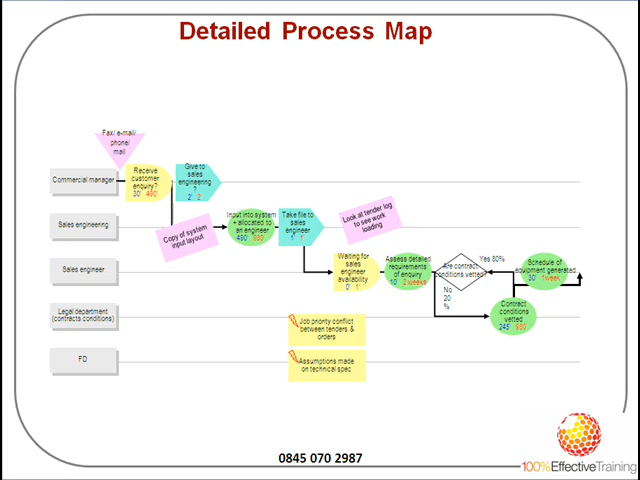 Detailed Process Map
Fax/ e-mail/
phone/
mail
Commercial manager
Receive
customer
enquiry?
30' 490'
Give to
sales
engineering
?
2' 2'
Sales engineering
Copy of system
input layout
Input into system
+ allocated to
an engineer
490' 980'
Take file to
sales
engineer
1' 1'
Look at tender log
to see work
loading
Sales engineer
Waiting for
sales
engineer
availability
0' 1'
Assess detailed
requirements
of enquiry
10' 2 weeks
Are contract
conditions vetted?
Yes 80%
No
20
%
Schedule of
equipment generated
30' 1 week
Legal department
(contracts conditions)
Job priority conflict
between tenders &
orders
Contract
conditions
vetted
245' 980'
FD
Assumptions made
on technical spec
0845 070 2987
100%EffectiveTraining